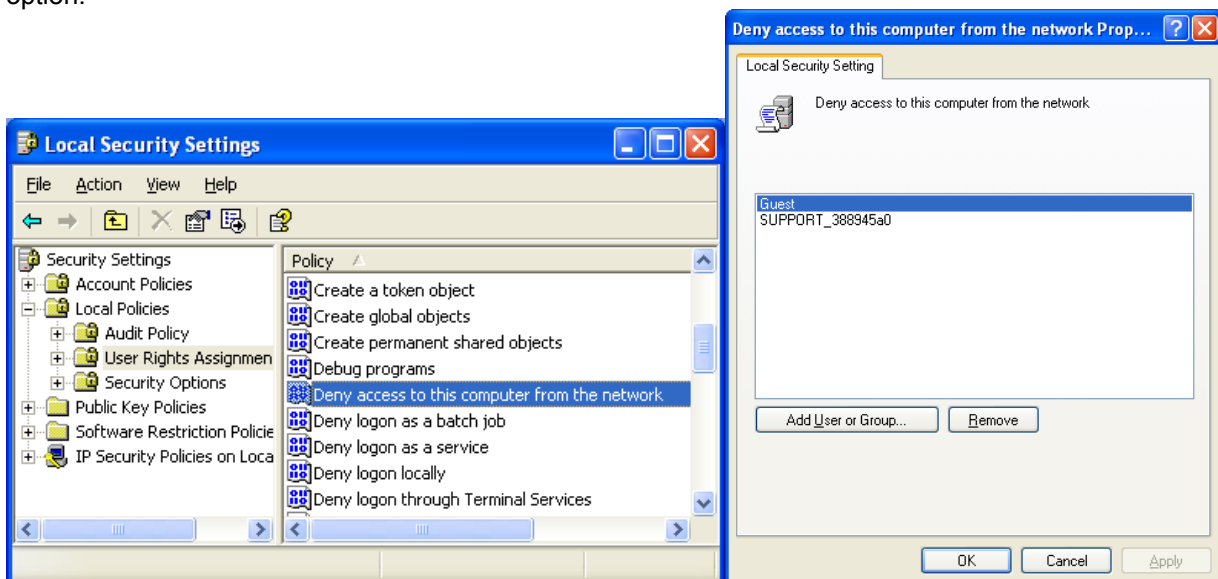 option.
Local Security Settings
File Action View Help
Security Settings
Account Policies
Local Policies
Audit Policy
User Rights Assignmen
Security Options
Public Key Policies
Software Restriction Policie
IP Security Policies on Loca
Policy
Create a token object
Create global objects
Create permanent shared objects
Debug programs
Deny access to this computer from the network
Deny logon as a batch job
Deny logon as a service
Deny logon locally
Deny logon through Terminal Services
Deny access to this computer from the network Prop...
Local Security Setting
Deny access to this computer from the network
Guest
SUPPORT_388945a0
Add User or Group... Remove
OK Cancel Apply